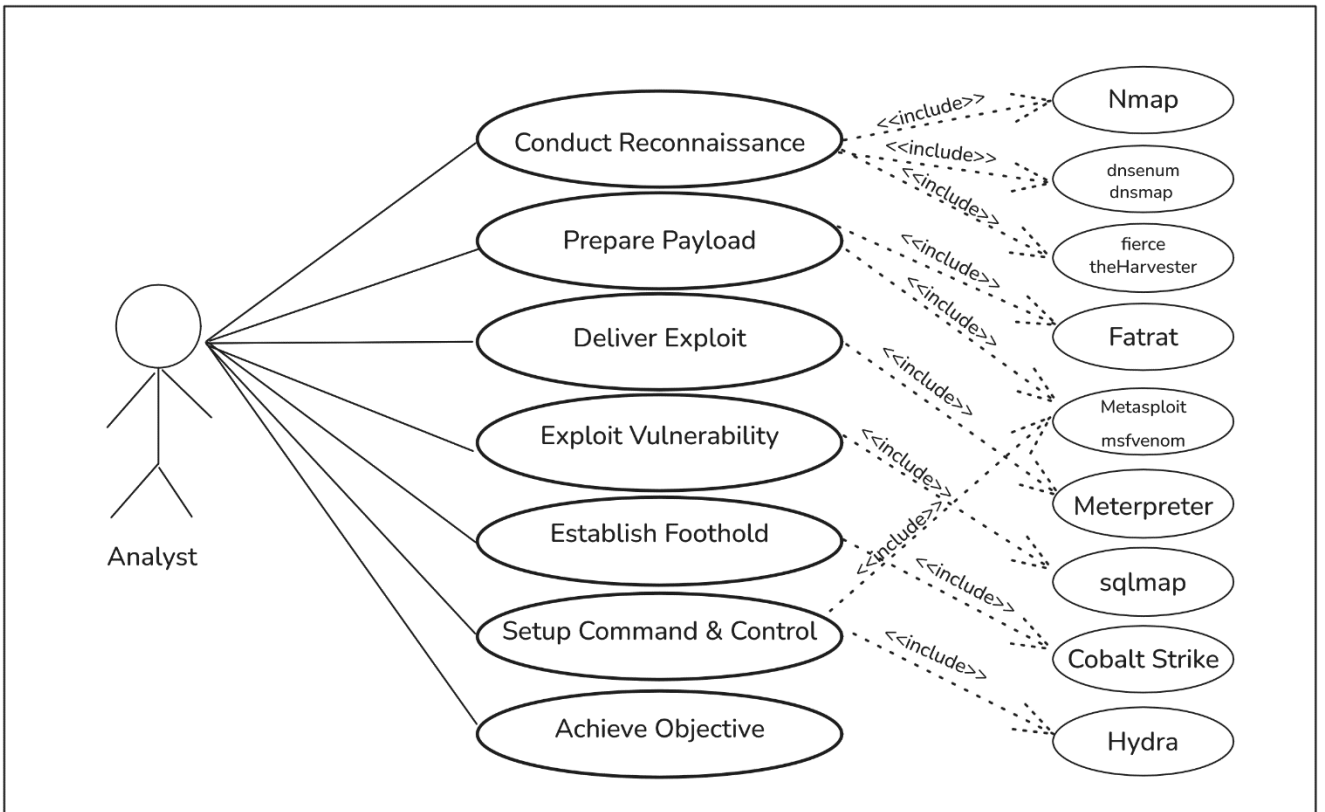 Conduct Reconnaissance
Prepare Payload
Deliver Exploit
Exploit Vulnerability
Establish Foothold
Setup Command & Control
Achieve Objective
Analyst
<<include>>
<<include>>
<<include>>
<<include>>
<<include>>
<<include>>
<<include>>
<<include>>
<<include>>
<<include>>
Nmap
dnsenum
dnsmap
fierce
theHarvester
Fatrat
Metasploit
msfvenom
Meterpreter
sqlmap
Cobalt Strike
Hydra